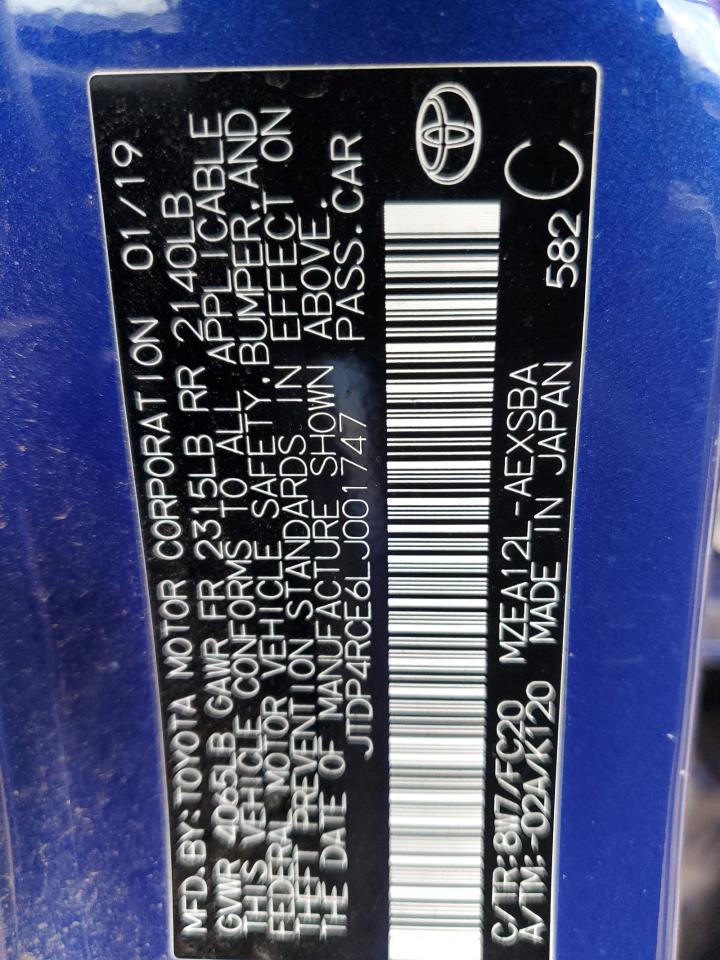 MFD.BY:TOYOTA MOTOR CORPORATION 01/19
GVWR 4065LB GAWR FR 2315LB RR 2140LB
THIS VEHICLE CONFORMS TO ALL APPLICABLE
FEDERAL MOTOR VEHICLE SAFETY,BUMPER,AND
THEFT PREVENTION STANDARDS IN EFFECT ON
THE DATE OF MANUFACTURE SHOWN ABOVE.
JTDP4RCE6LJ001747 PASS.CAR
C/TR:8W7/FC20 MZEA12L-AEXSBA 582 C
A/TM:-02A/K120 MADE IN JAPAN